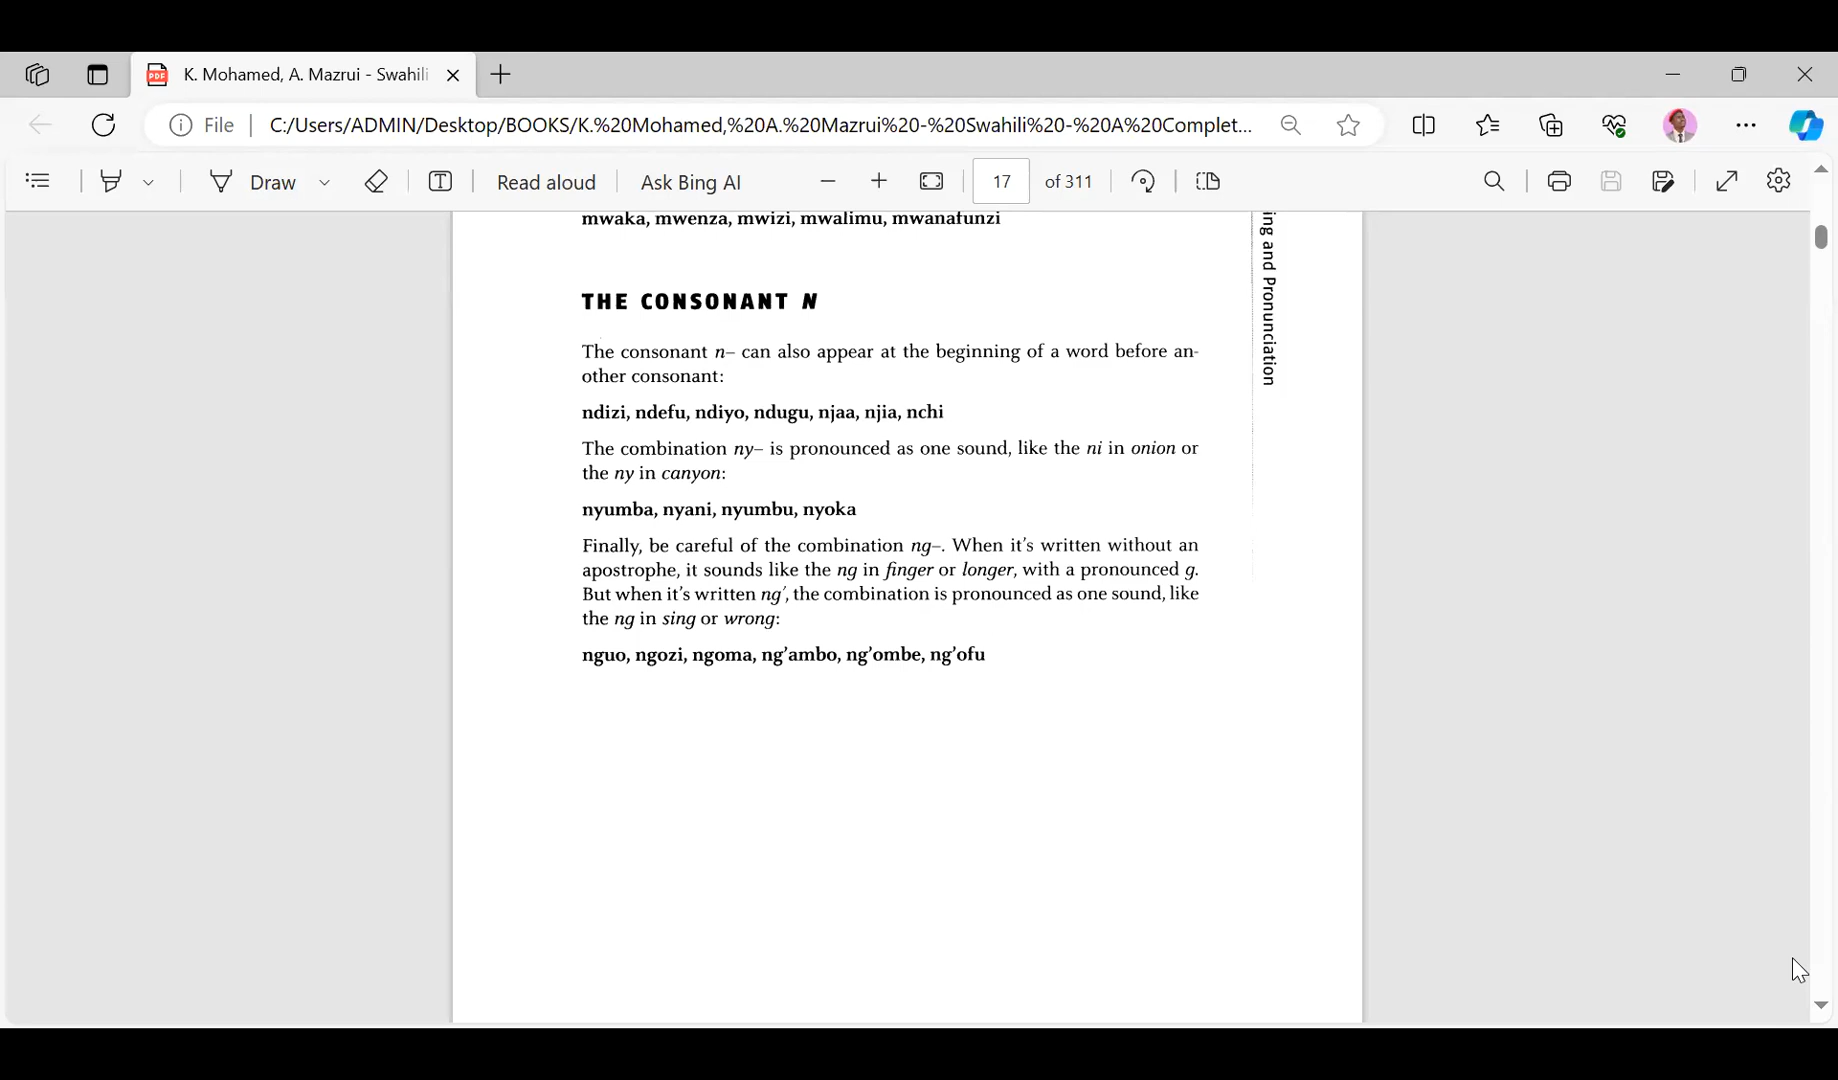 K. Mohamed, A. Mazrui - Swahili
File
C:/Users/ADMIN/Desktop/BOOKS/K.%20Mohamed,%20A.%20Mazrui%20-%20Swahili%20-%20A%20Complet...
Draw
Read aloud
Ask Bing AI
17 of 311
mwaka, mwenza, mwizi, mwalimu, mwanafunzi
ing and Pronunciation
THE CONSONANT N
The consonant n– can also appear at the beginning of a word before an-
other consonant:
ndizi, ndefu, ndiyo, ndugu, njaa, njia, nchi
The combination ny– is pronounced as one sound, like the ni in onion or
the ny in canyon:
nyumba, nyani, nyumbu, nyoka
Finally, be careful of the combination ng–. When it’s written without an
apostrophe, it sounds like the ng in finger or longer, with a pronounced g.
But when it’s written ng’, the combination is pronounced as one sound, like
the ng in sing or wrong:
nguo, ngozi, ngoma, ng’ambo, ng’ombe, ng’ofu